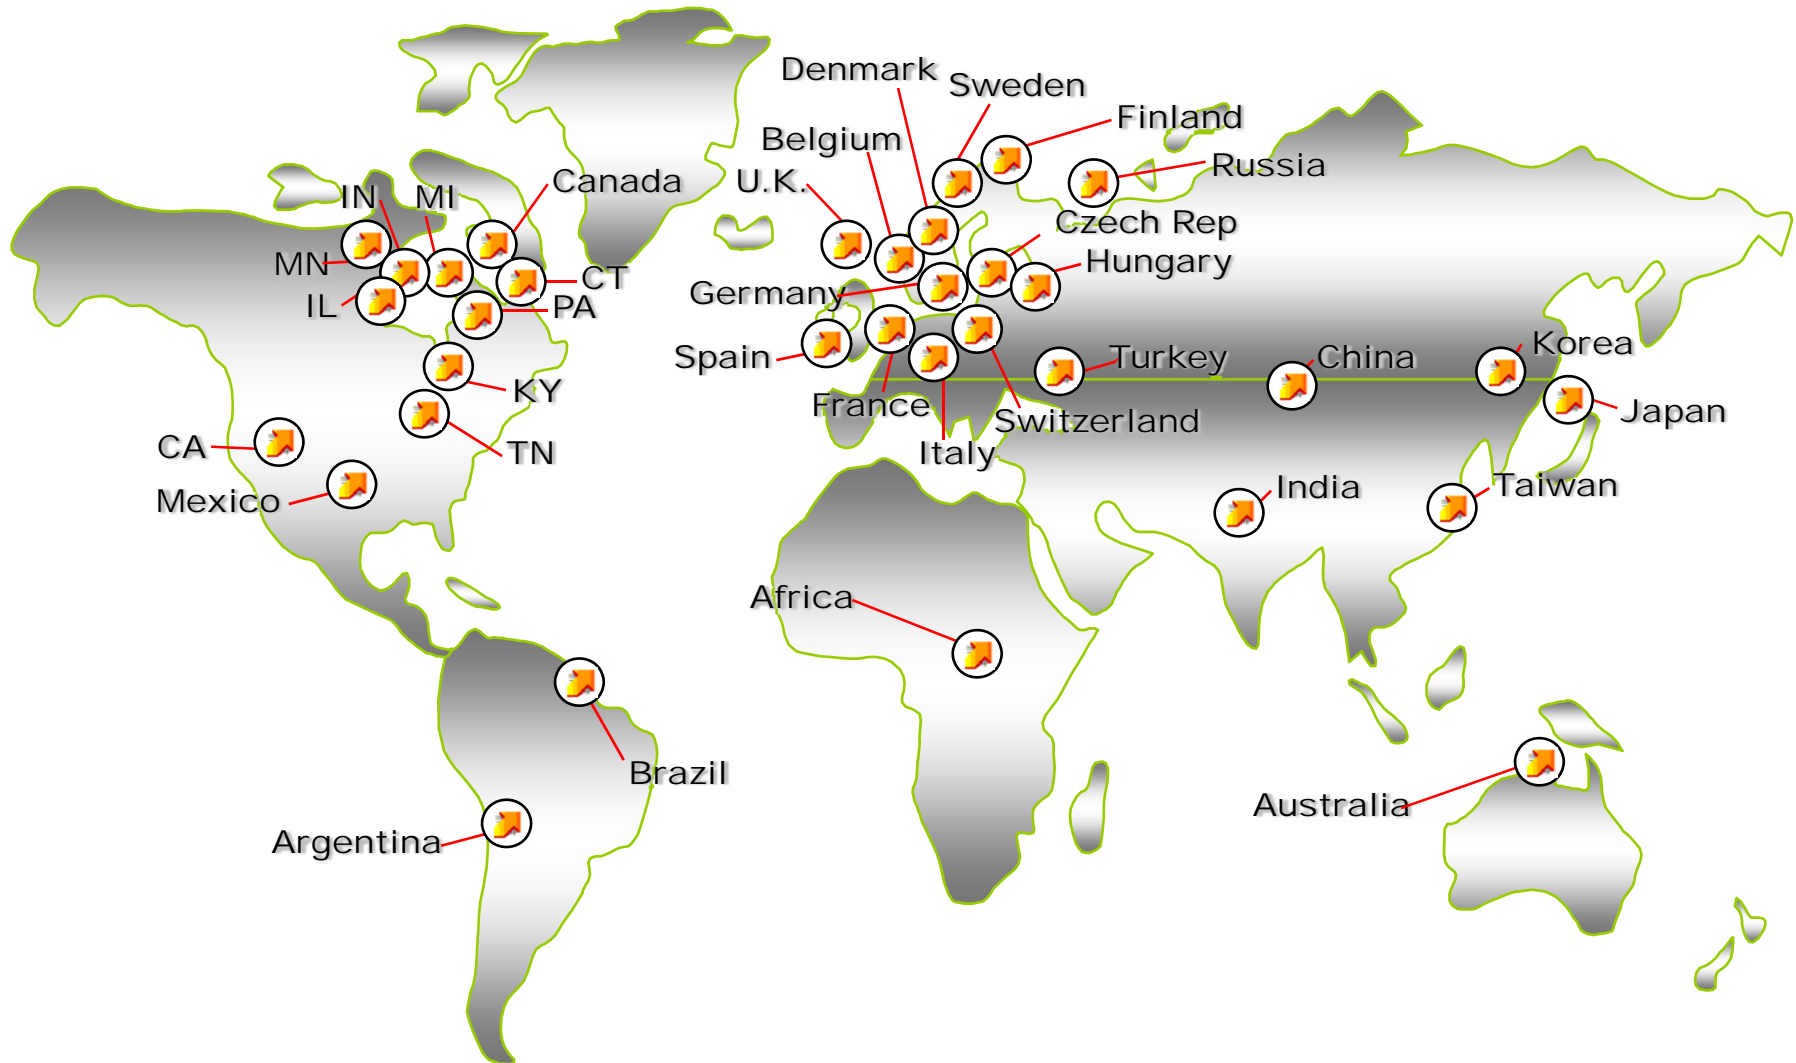 Denmark
Sweden
Finland
Belgium
Russia
U.K.
Canada
IN
MI
Czech Rep
Hungary
MN
CT
Germany
IL
PA
Korea
Spain
Turkey
China
KY
France
Switzerland
Japan
CA
TN
Italy
Mexico
India
Taiwan
Africa
Brazil
Australia
Argentina